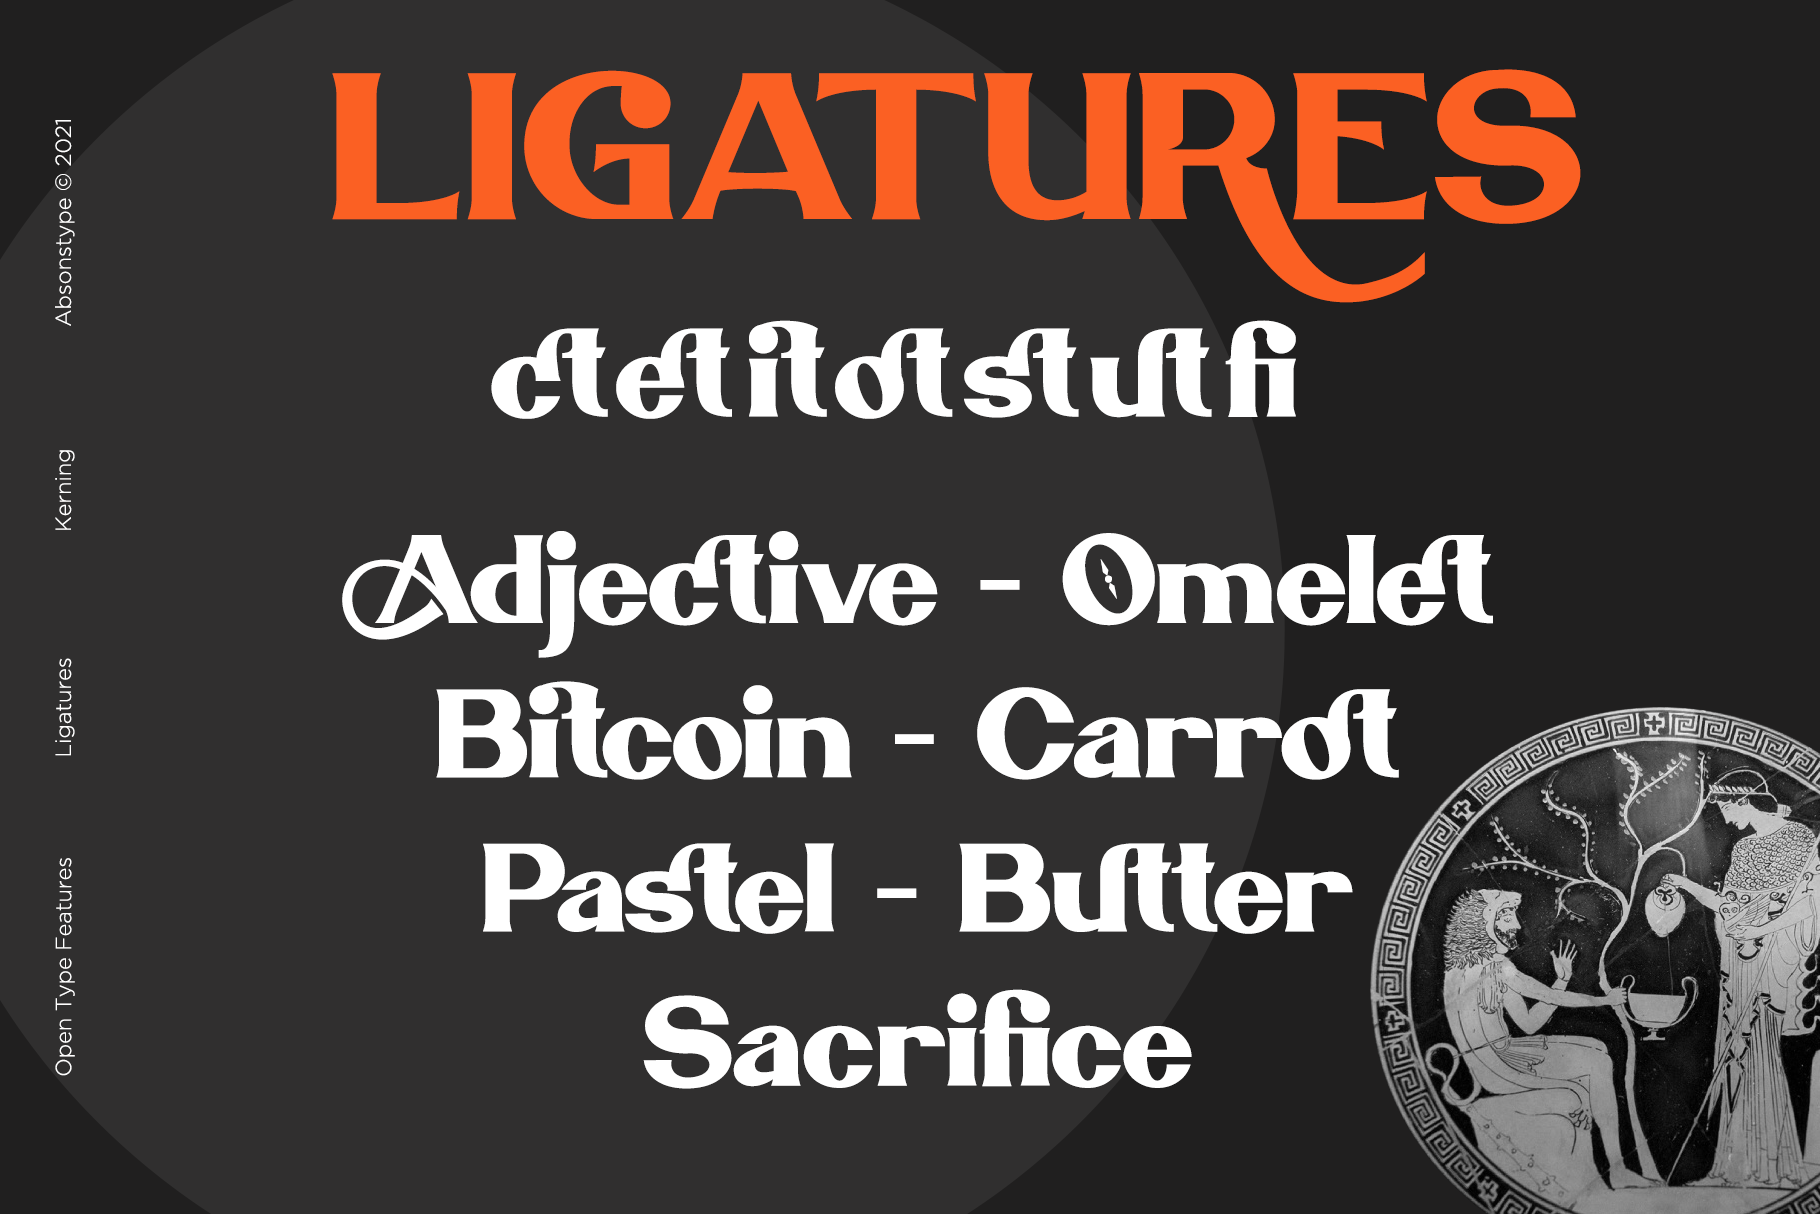 LIGATURES
ct et it ot st ut fi
Adjective - Omelet
Bitcoin - Carrot
Pastel - Butter
Sacrifice
Absonstype © 2021
Kerning
Ligatures
Open Type Features